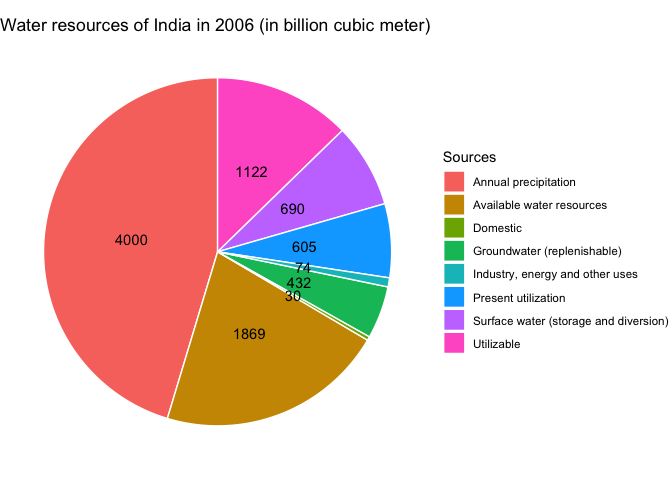 Water resources of India in 2006 (in billion cubic meter)
1122
690
4000
605
74
432
30
1869
Sources
Annual precipitation
Available water resources
Domestic
Groundwater (replenishable)
Industry, energy and other uses
Present utilization
Surface water (storage and diversion)
Utilizable